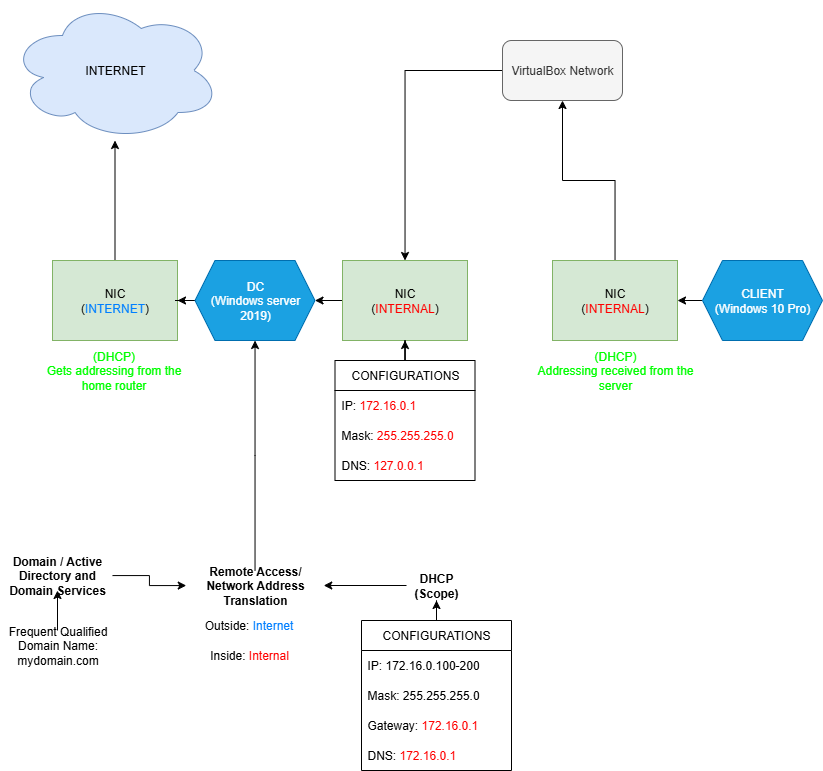 INTERNET
VirtualBox Network
NIC
(INTERNET)
DC
(Windows server
2019)
NIC
(INTERNAL)
NIC
(INTERNAL)
CLIENT
(Windows 10 Pro)
(DHCP)
Gets addressing from the
home router
(DHCP)
Addressing received from the
server
CONFIGURATIONS
IP: 172.16.0.1
Mask: 255.255.255.0
DNS: 127.0.0.1
Domain / Active
Directory and
Domain Services
Frequent Qualified
Domain Name:
mydomain.com
Remote Access/
Network Address
Translation
Outside: Internet
Inside: Internal
DHCP
(Scope)
CONFIGURATIONS
IP: 172.16.0.100-200
Mask: 255.255.255.0
Gateway: 172.16.0.1
DNS: 172.16.0.1